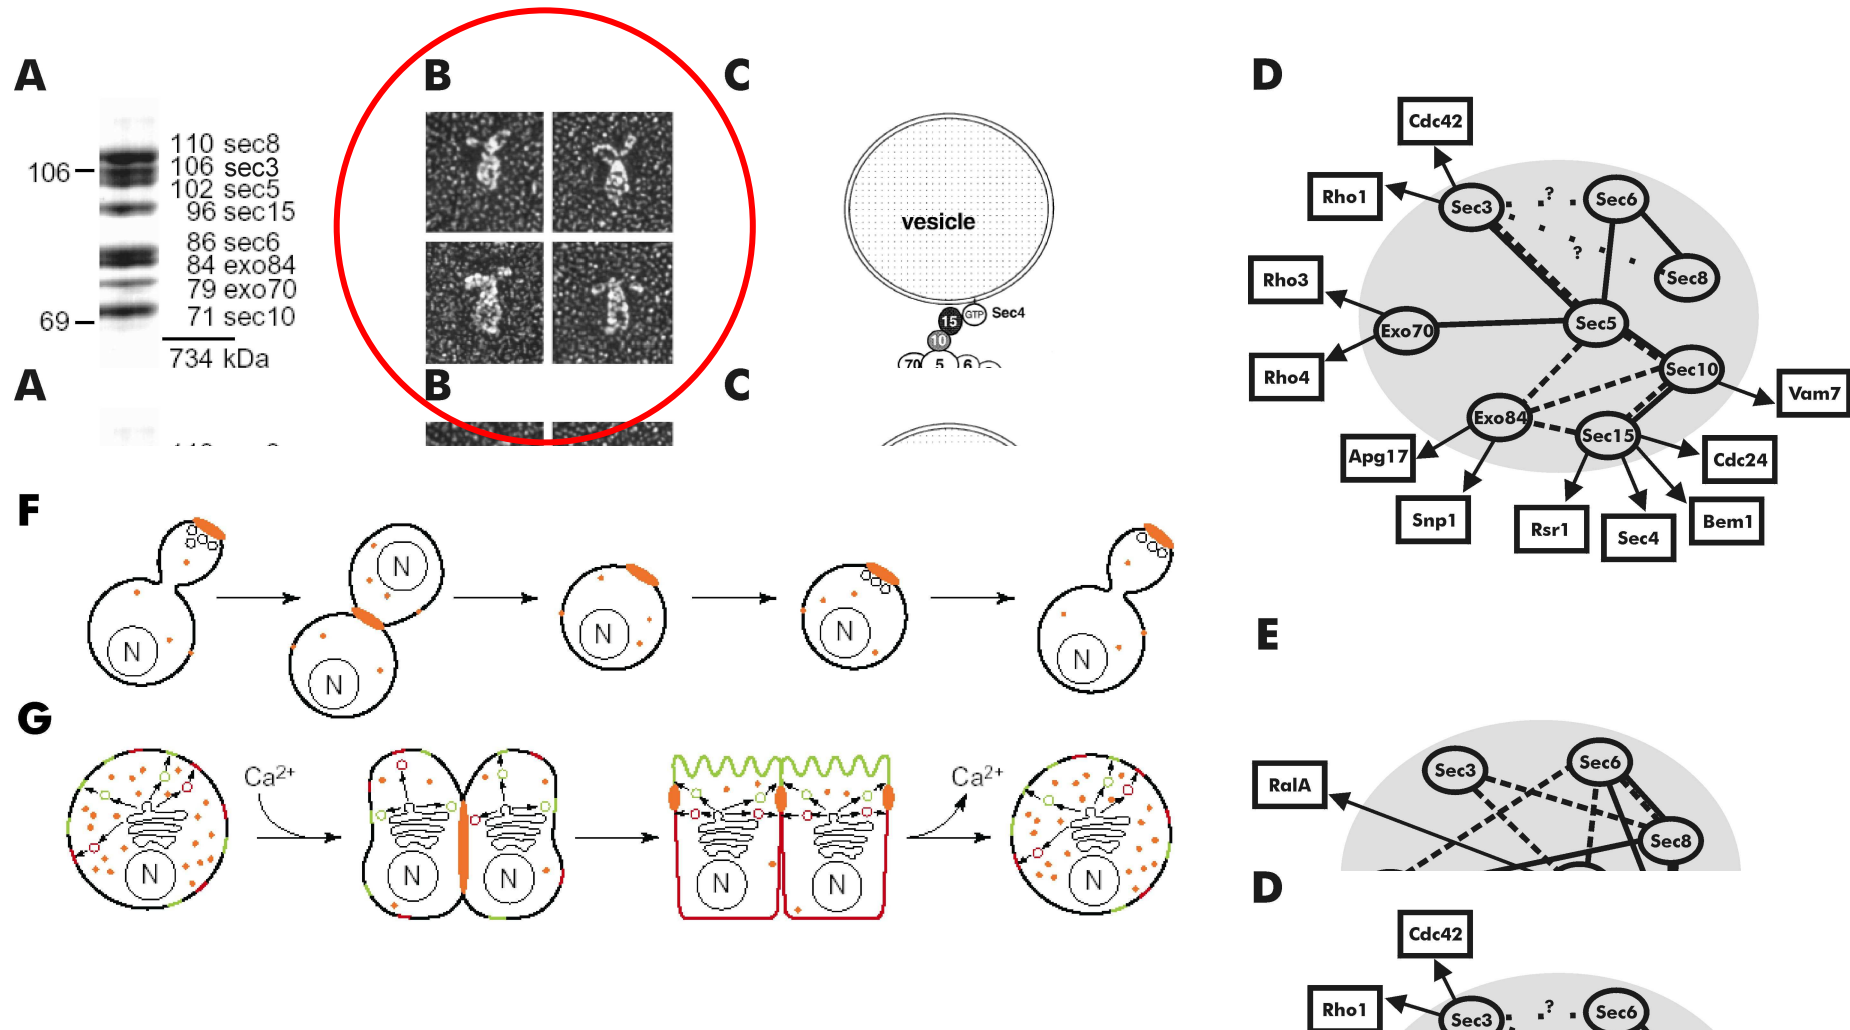 A
110 sec8
106 sec3
102 sec5
96 sec15
86 sec6
84 exo84
79 exo70
71 sec10
734 kDa
106
69
B
C
vesicle
15
GTP
Sec4
10
70 5 6
D
Cdc42
Rho1
Sec3
?
Sec6
?
Sec8
Rho3
Exo70
Sec5
Rho4
Sec10
Vam7
Exo84
Sec15
Apg17
Cdc24
Snp1
Rsr1
Sec4
Bem1
A
B
C
F
N
N
N
N
N
N
E
RalA
Sec3
Sec6
Sec8
G
Ca2+
Ca2+
N
N
N
N
N
N
D
Cdc42
Rho1
Sec3
?
Sec6